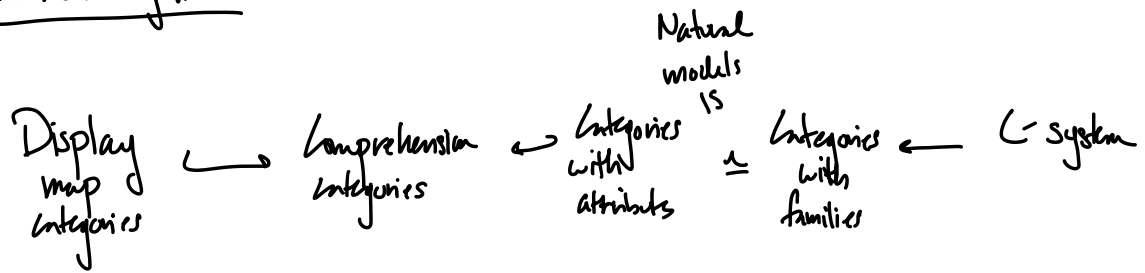 Natural
models
IS
Display
map
categories
Comprehension
categories
Categories
with
attributes
≃
Categories
with
families
C-system